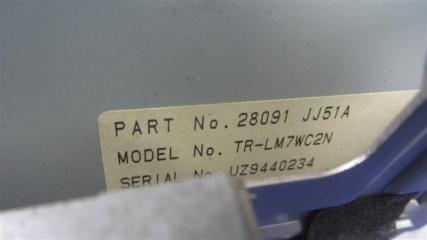 PART No. 28091 JJ51A
MODEL No. TR-LM7WC2N
SERIAL No. UZ9440234